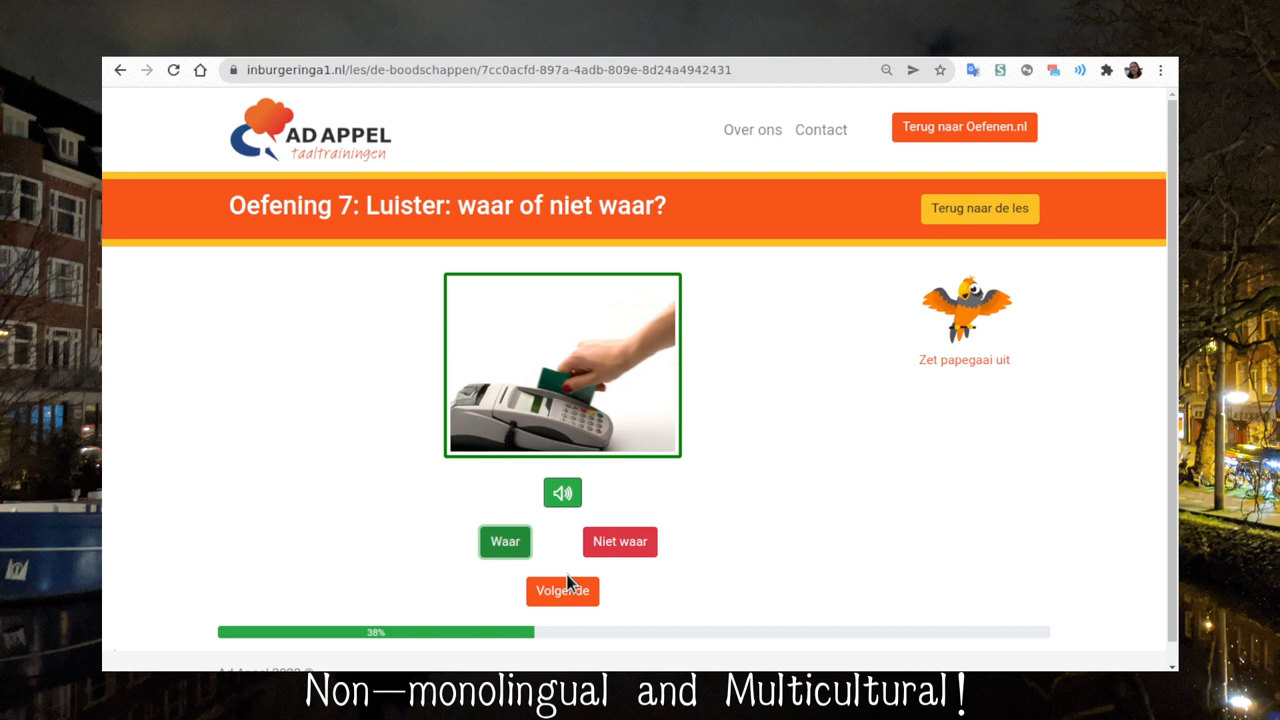 inburgeringa1.nl/les/de-boodschappen/7cc0acfd-897a-4adb-809e-8d24a4942431
AD APPEL
taaltrainingen
Over ons
Contact
Terug naar Oefenen.nl
Oefening 7: Luister: waar of niet waar?
Terug naar de les
Zet papegaai uit
Waar
Niet waar
Volgende
38%
Non-monolingual and Multicultural!